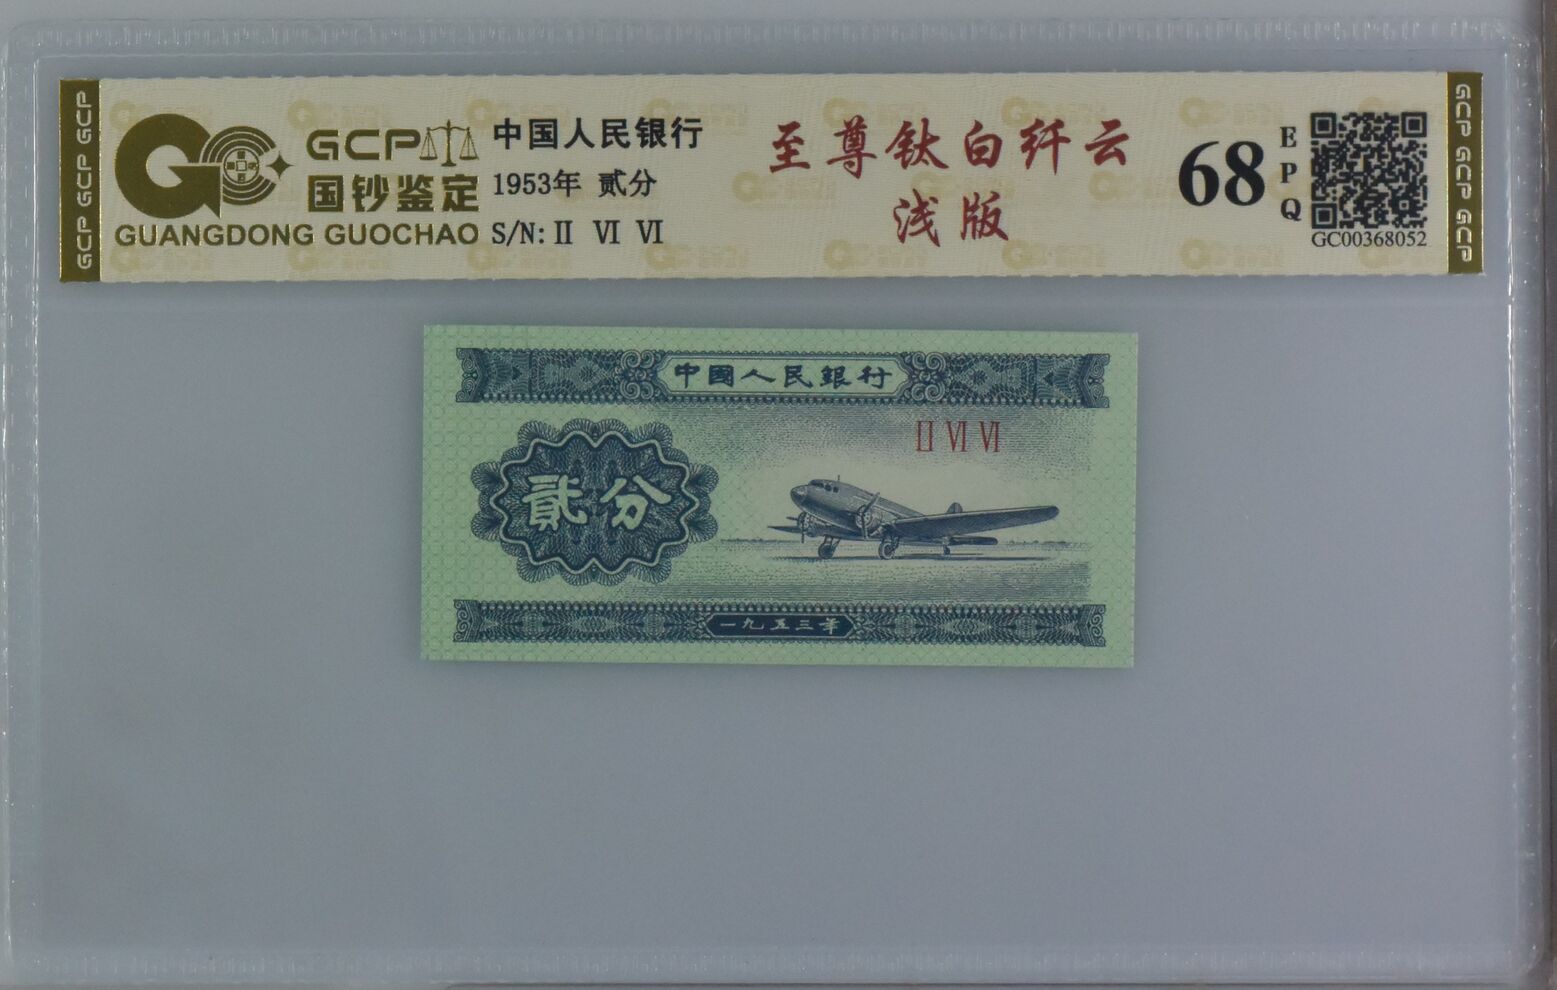 GCP GCP GCP
GCP
国钞鉴定
GUANGDONG GUOCHAO
中国人民银行
1953年 贰分
S/N: II VI VI
至尊钛白纤云
浅版
68
EPQ
GC00368052
GCP GCP GCP
中國人民銀行
II VI VI
貳分
一九五三年